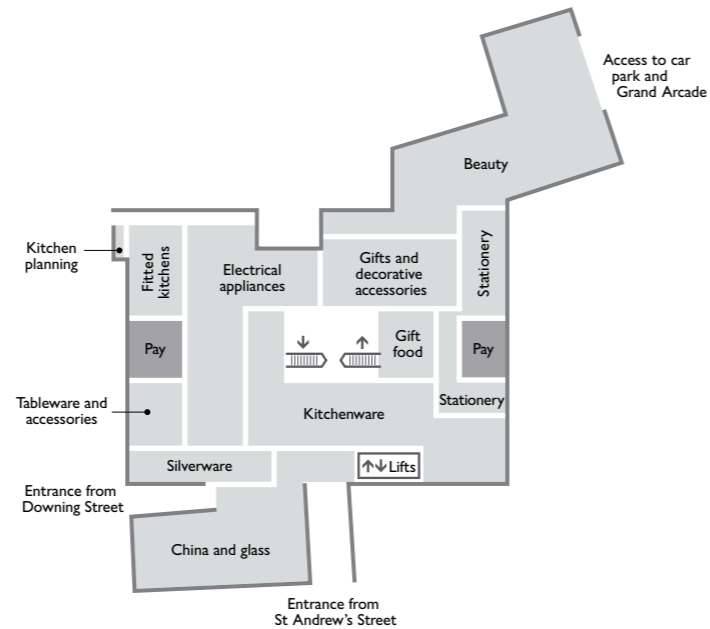 Access to car
park and
Grand Arcade
Beauty
Kitchen
planning
Fitted
kitchens
Electrical
appliances
Gifts and
decorative
accessories
Stationery
Pay
Gift
food
Pay
Tableware and
accessories
Kitchenware
Stationery
Silverware
Lifts
Entrance from
Downing Street
China and glass
Entrance from
St Andrew's Street